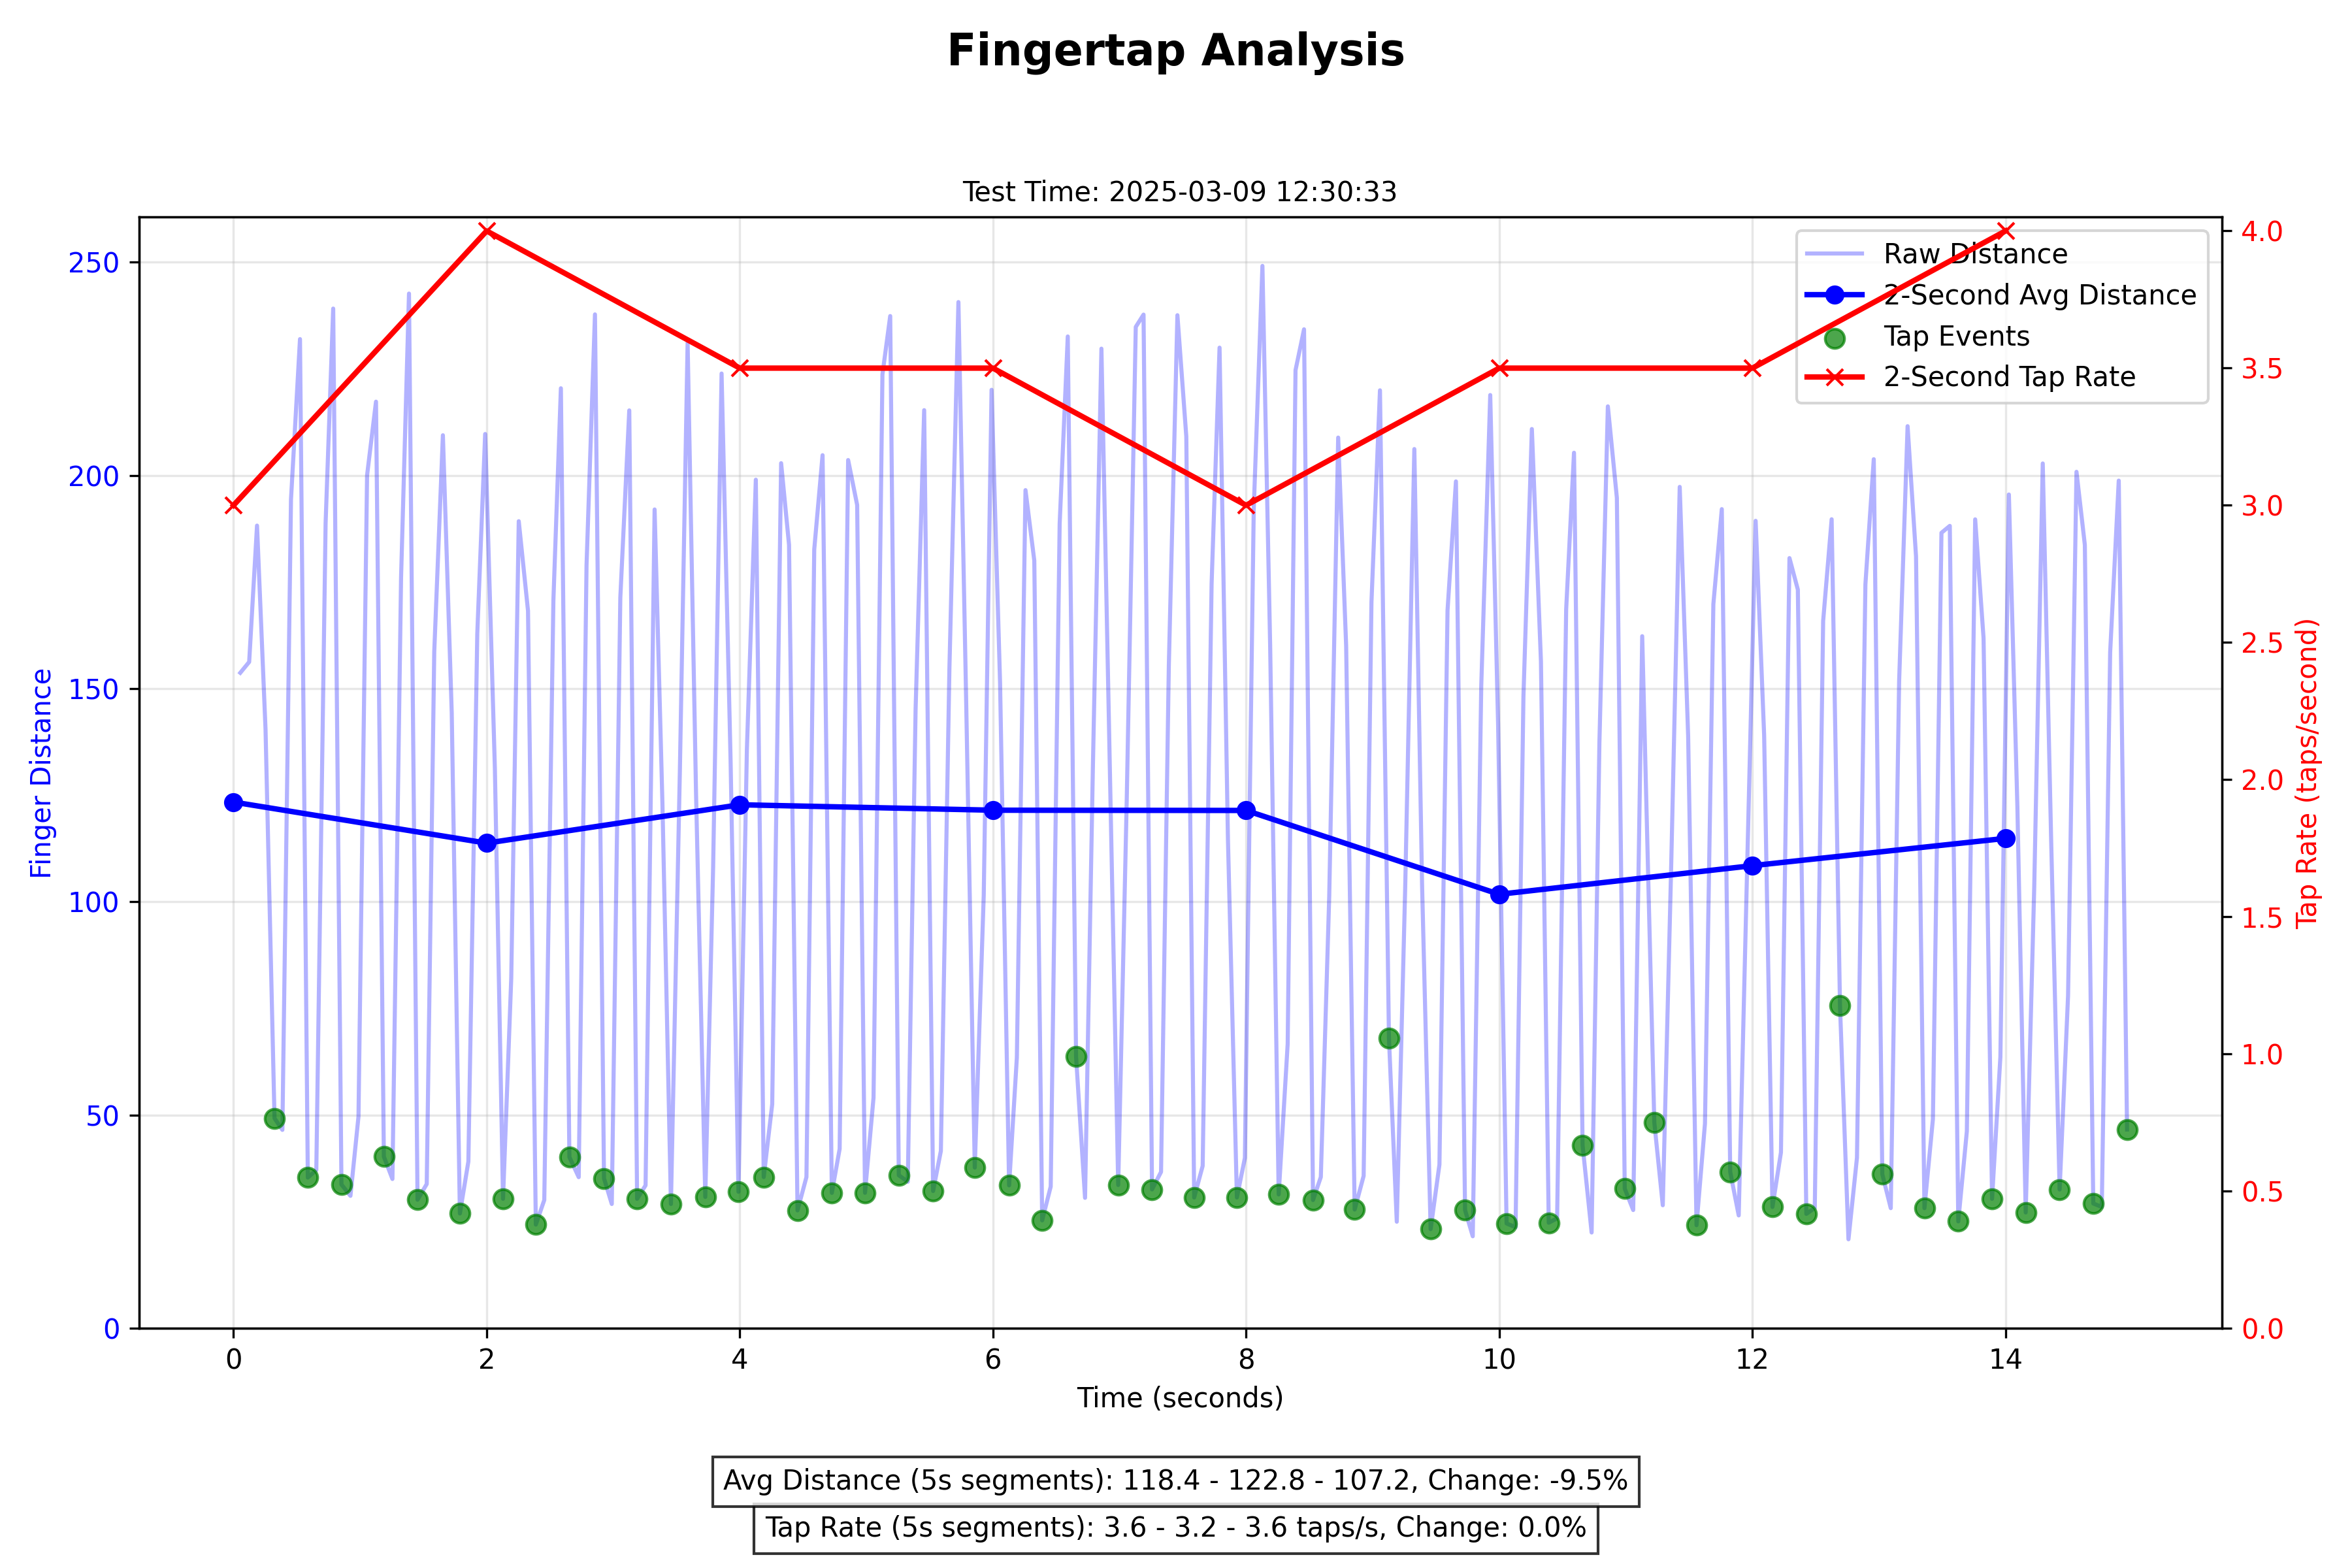 Fingertap Analysis
Test Time: 2025-03-09 12:30:33
Raw Distance
2-Second Avg Distance
Tap Events
2-Second Tap Rate
250
200
150
100
50
0
Finger Distance
4.0
3.5
3.0
2.5
2.0
1.5
1.0
0.5
0.0
Tap Rate (taps/second)
0 2 4 6 8 10 12 14
Time (seconds)
Avg Distance (5s segments): 118.4 - 122.8 - 107.2, Change: -9.5%
Tap Rate (5s segments): 3.6 - 3.2 - 3.6 taps/s, Change: 0.0%